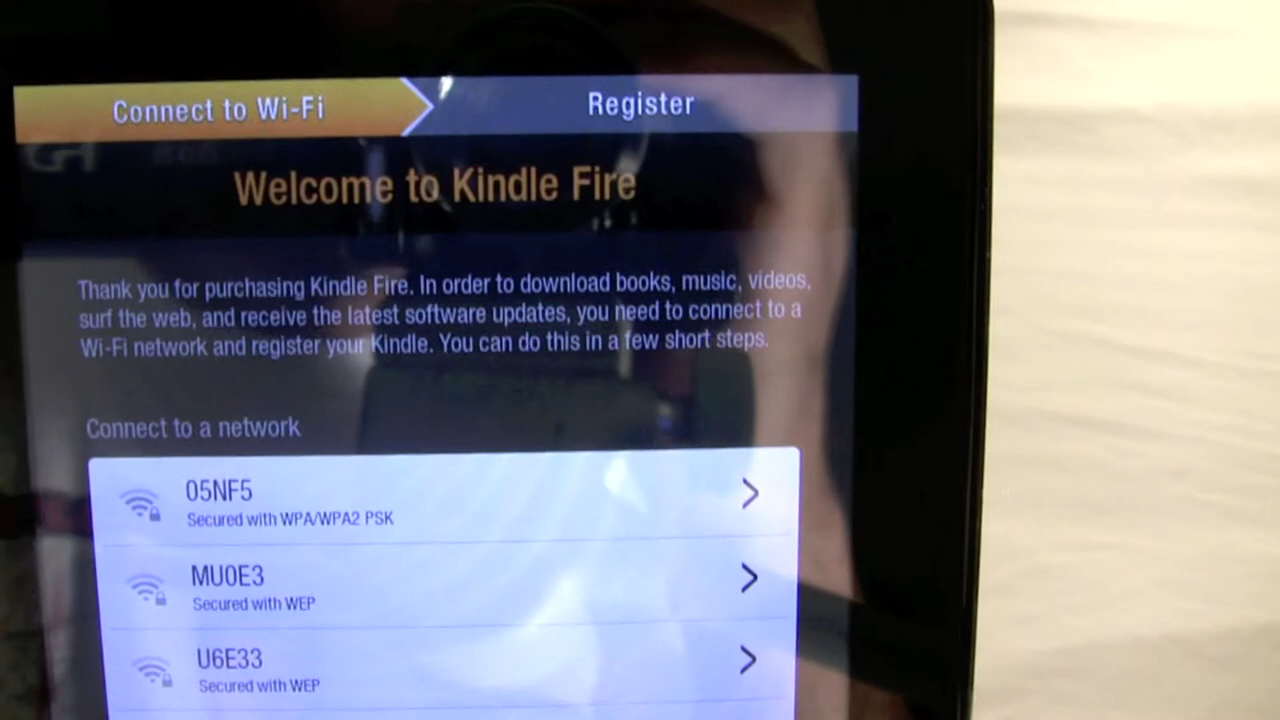 Connect to Wi-Fi
Register
Welcome to Kindle Fire
Thank you for purchasing Kindle Fire. In order to download books, music, videos,
surf the web, and receive the latest software updates, you need to connect to a
Wi-Fi network and register your Kindle. You can do this in a few short steps.
Connect to a network
05NF5
Secured with WPA/WPA2 PSK
MU0E3
Secured with WEP
U6E33
Secured with WEP